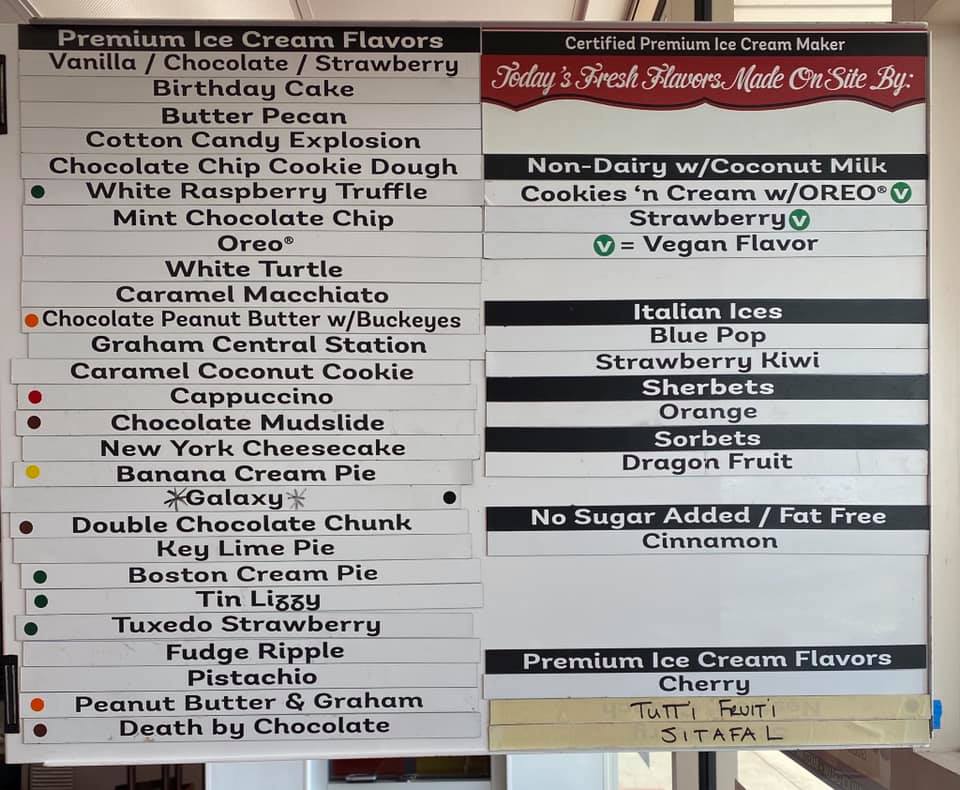 Premium Ice Cream Flavors
Vanilla / Chocolate / Strawberry
Birthday Cake
Butter Pecan
Cotton Candy Explosion
Chocolate Chip Cookie Dough
White Raspberry Truffle
Mint Chocolate Chip
Oreo®
White Turtle
Caramel Macchiato
Chocolate Peanut Butter w/Buckeyes
Graham Central Station
Caramel Coconut Cookie
Cappuccino
Chocolate Mudslide
New York Cheesecake
Banana Cream Pie
*Galaxy*
Double Chocolate Chunk
Key Lime Pie
Boston Cream Pie
Tin Lizzy
Tuxedo Strawberry
Fudge Ripple
Pistachio
Peanut Butter & Graham
Death by Chocolate
Certified Premium Ice Cream Maker
Today's Fresh Flavors Made On Site By:
Non-Dairy w/Coconut Milk
Cookies 'n Cream w/OREO® V
Strawberry V
V = Vegan Flavor
Italian Ices
Blue Pop
Strawberry Kiwi
Sherbets
Orange
Sorbets
Dragon Fruit
No Sugar Added / Fat Free
Cinnamon
Premium Ice Cream Flavors
Cherry
TUTTi FRUITi
SITAFAL